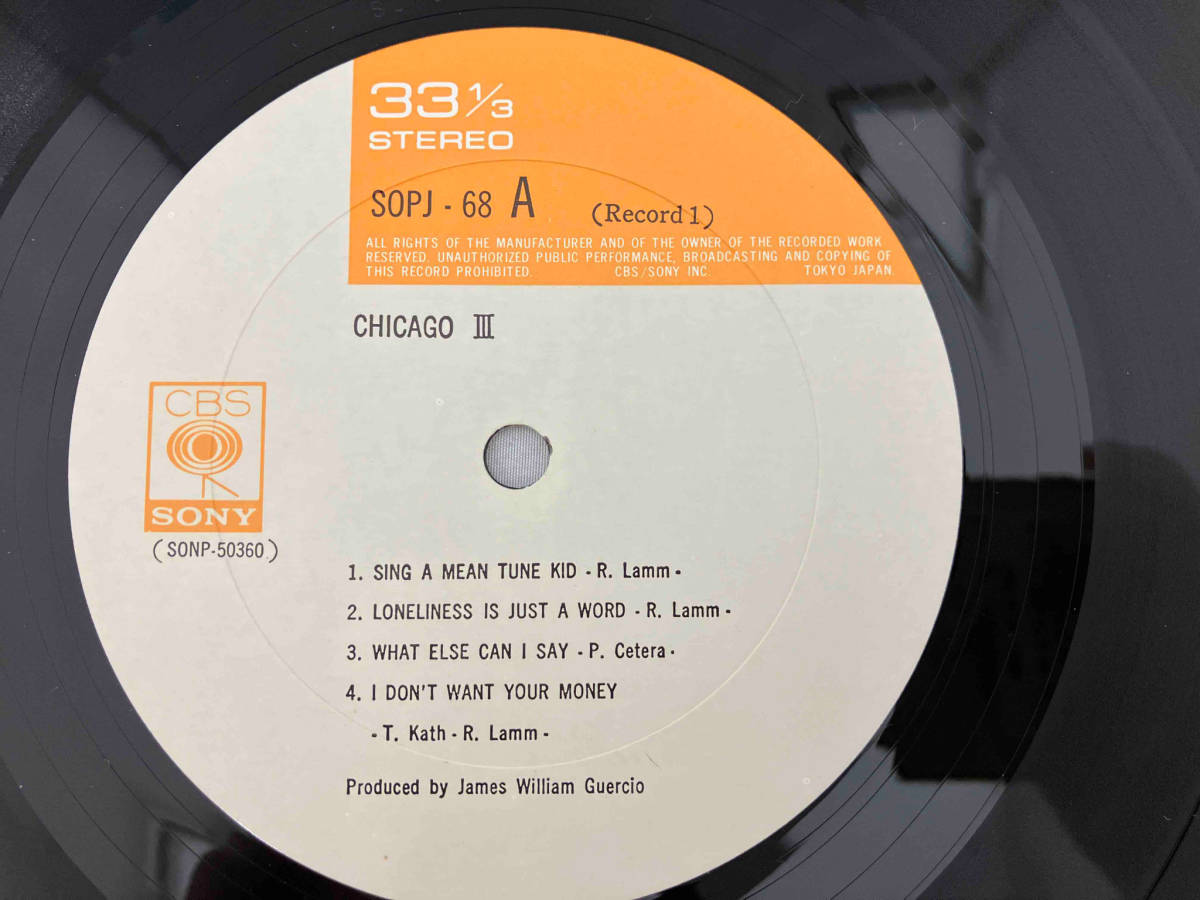 33 1/3
STEREO
SOPJ - 68 A (Record 1)
ALL RIGHTS OF THE MANUFACTURER AND OF THE OWNER OF THE RECORDED WORK
RESERVED. UNAUTHORIZED PUBLIC PERFORMANCE, BROADCASTING AND COPYING OF
THIS RECORD PROHIBITED. CBS/SONY INC. TOKYO JAPAN.
CHICAGO III
CBS
SONY
(SONP-50360)
1. SING A MEAN TUNE KID - R. Lamm -
2. LONELINESS IS JUST A WORD - R. Lamm -
3. WHAT ELSE CAN I SAY - P. Cetera -
4. I DON'T WANT YOUR MONEY
- T. Kath - R. Lamm -
Produced by James William Guercio